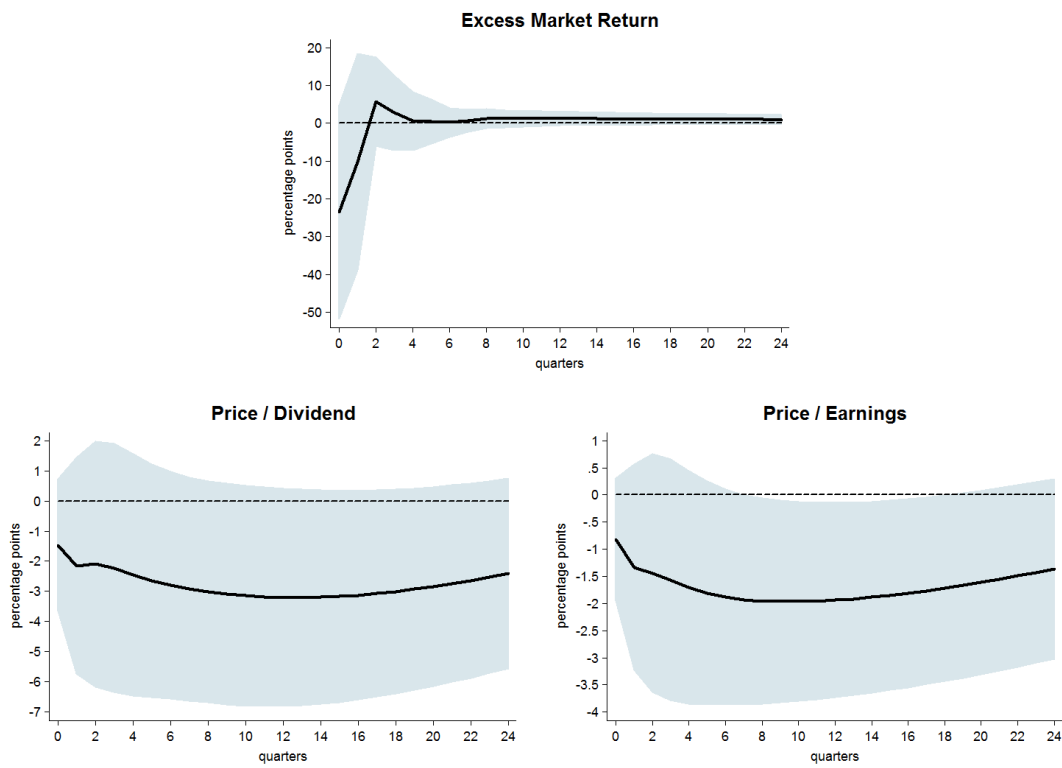 Excess Market Return
percentage points
20
10
0
-10
-20
-30
-40
-50
0 2 4 6 8 10 12 14 16 18 20 22 24
quarters
Price / Dividend
percentage points
2
1
0
-1
-2
-3
-4
-5
-6
-7
0 2 4 6 8 10 12 14 16 18 20 22 24
quarters
Price / Earnings
percentage points
1
.5
0
-.5
-1
-1.5
-2
-2.5
-3
-3.5
-4
0 2 4 6 8 10 12 14 16 18 20 22 24
quarters